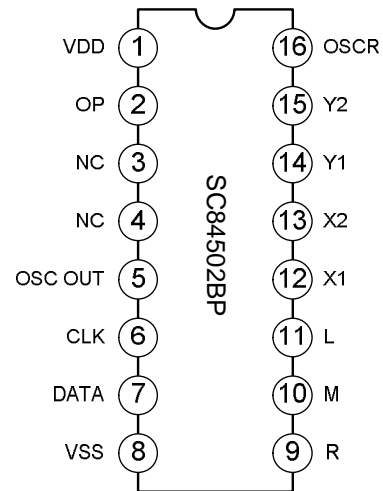 VDD 1 16 OSCR
OP 2 15 Y2
NC 3 14 Y1
NC 4 13 X2
OSC OUT 5 12 X1
CLK 6 11 L
DATA 7 10 M
VSS 8 9 R
SC84502BP